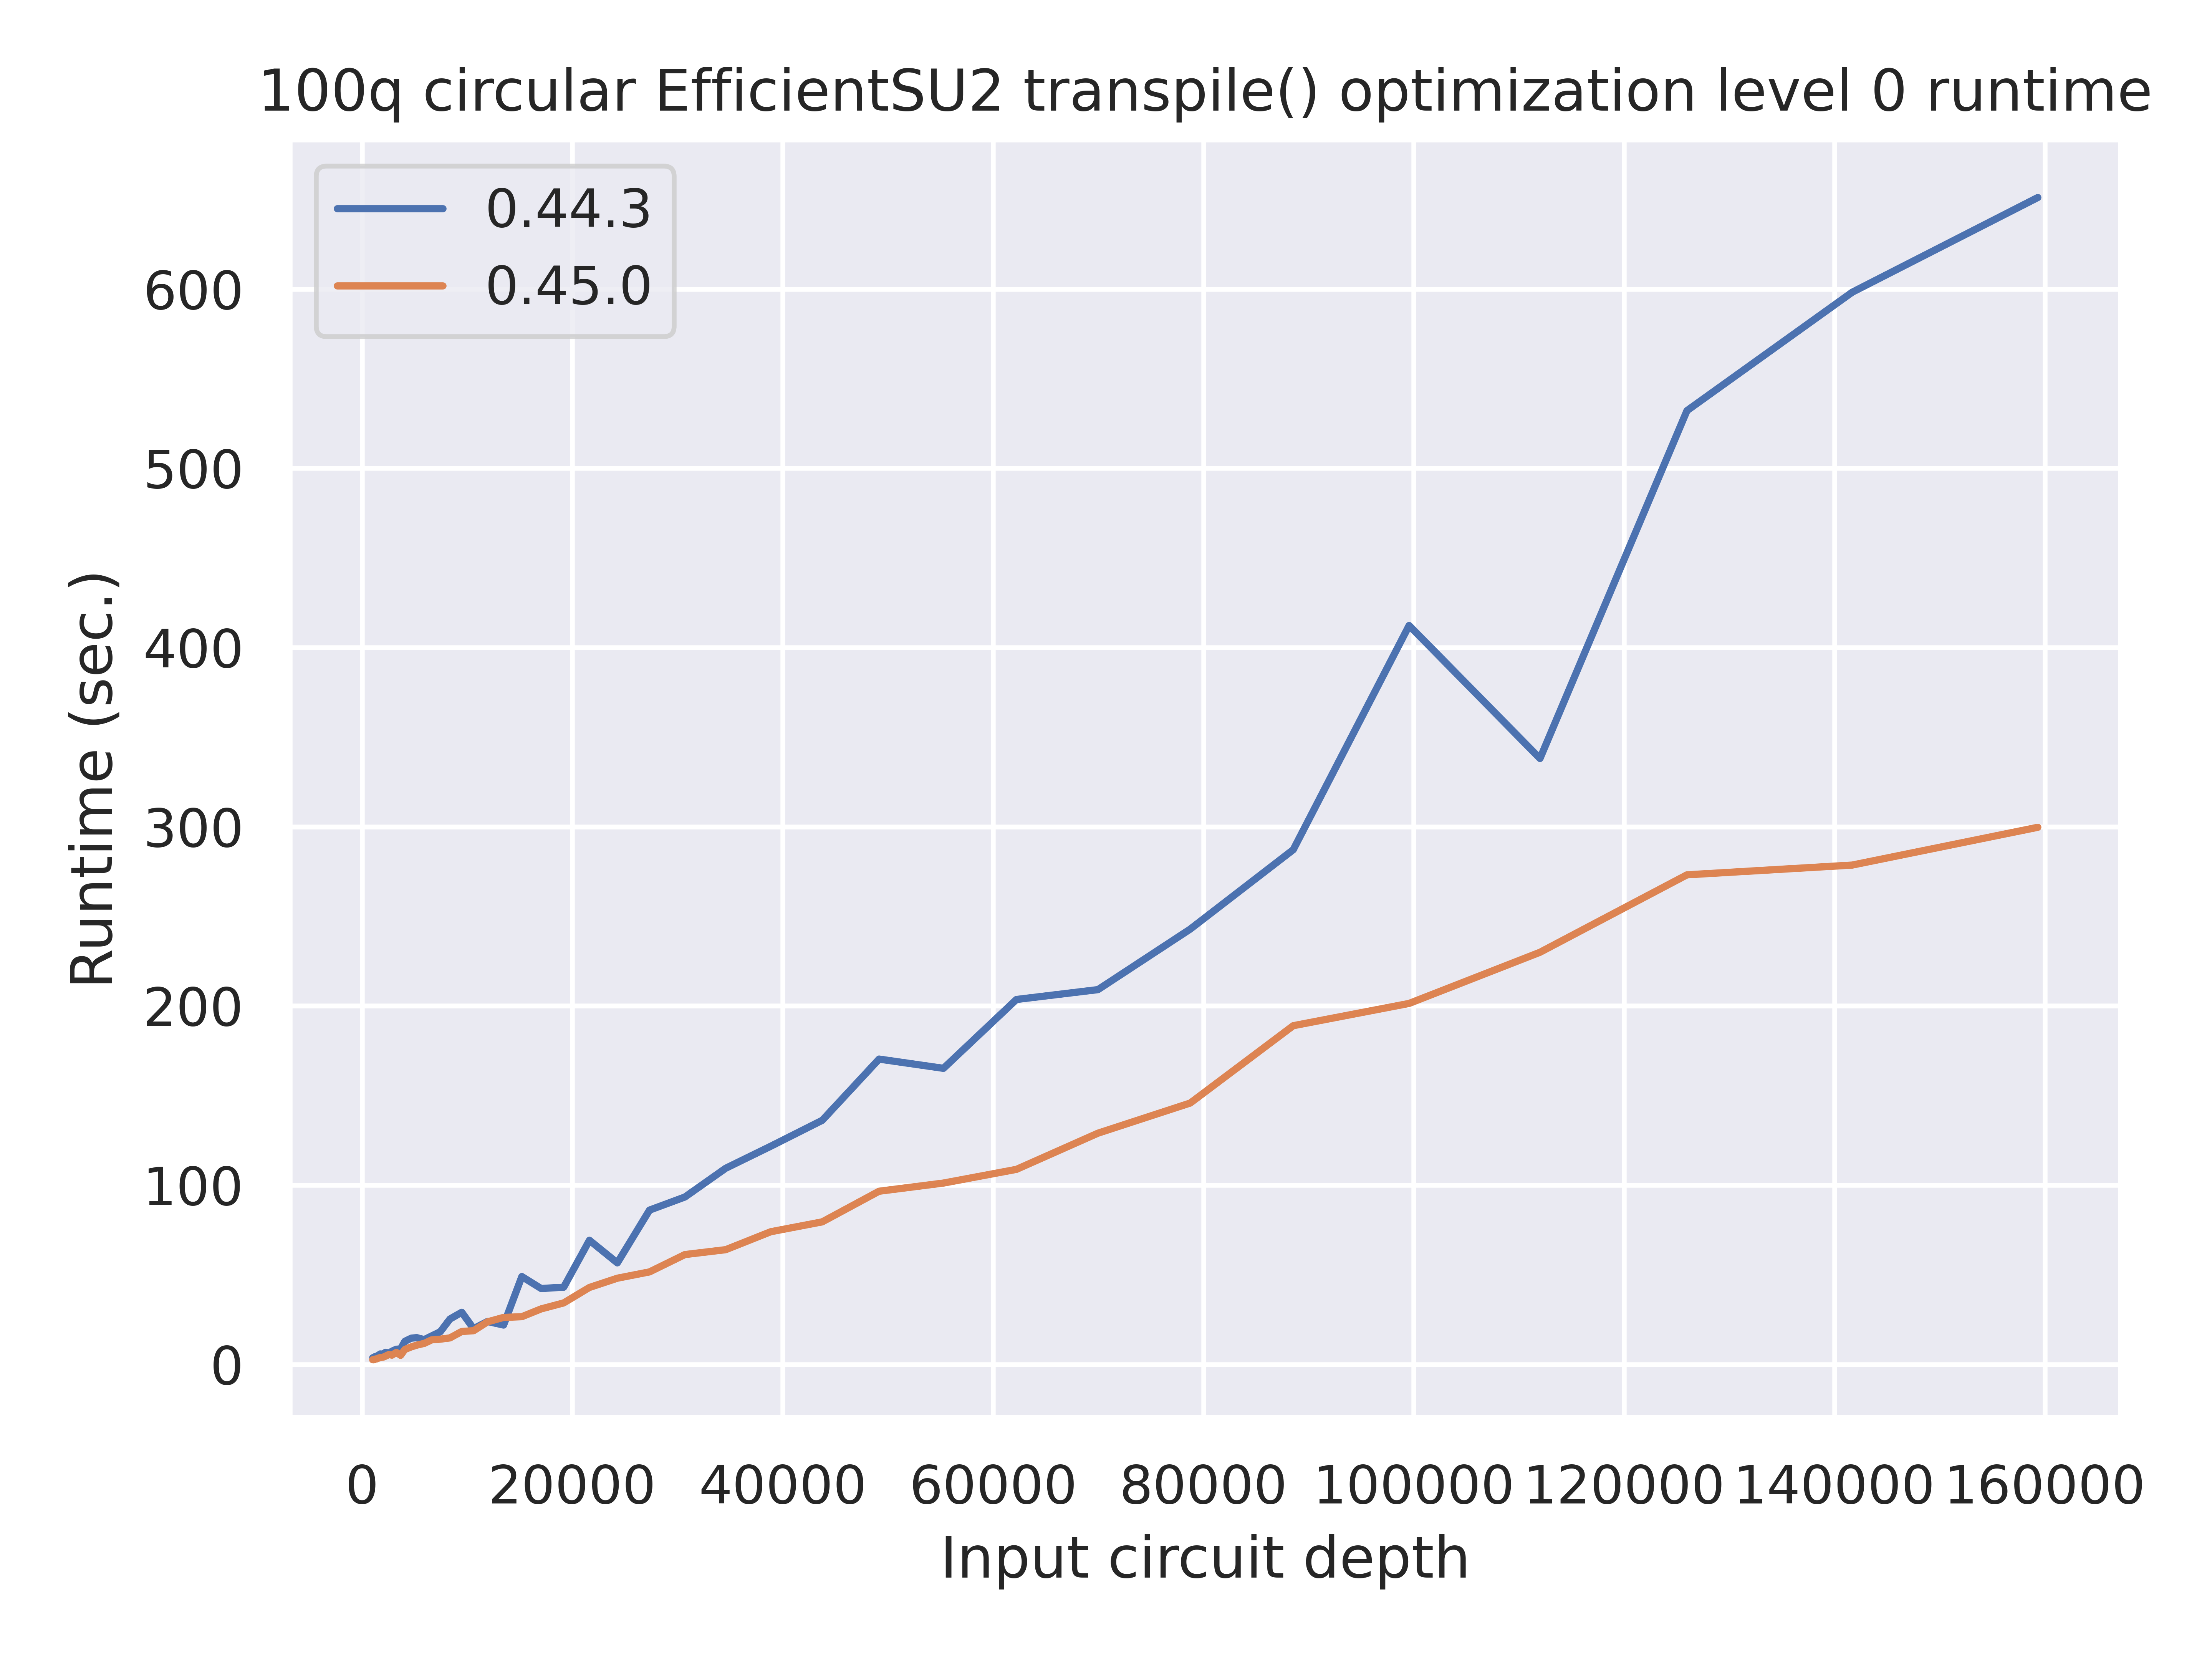 100q circular EfficientSU2 transpile() optimization level 0 runtime
0.44.3
0.45.0
600
500
400
300
200
100
0
Runtime (sec.)
0 20000 40000 60000 80000 100000 120000 140000 160000
Input circuit depth